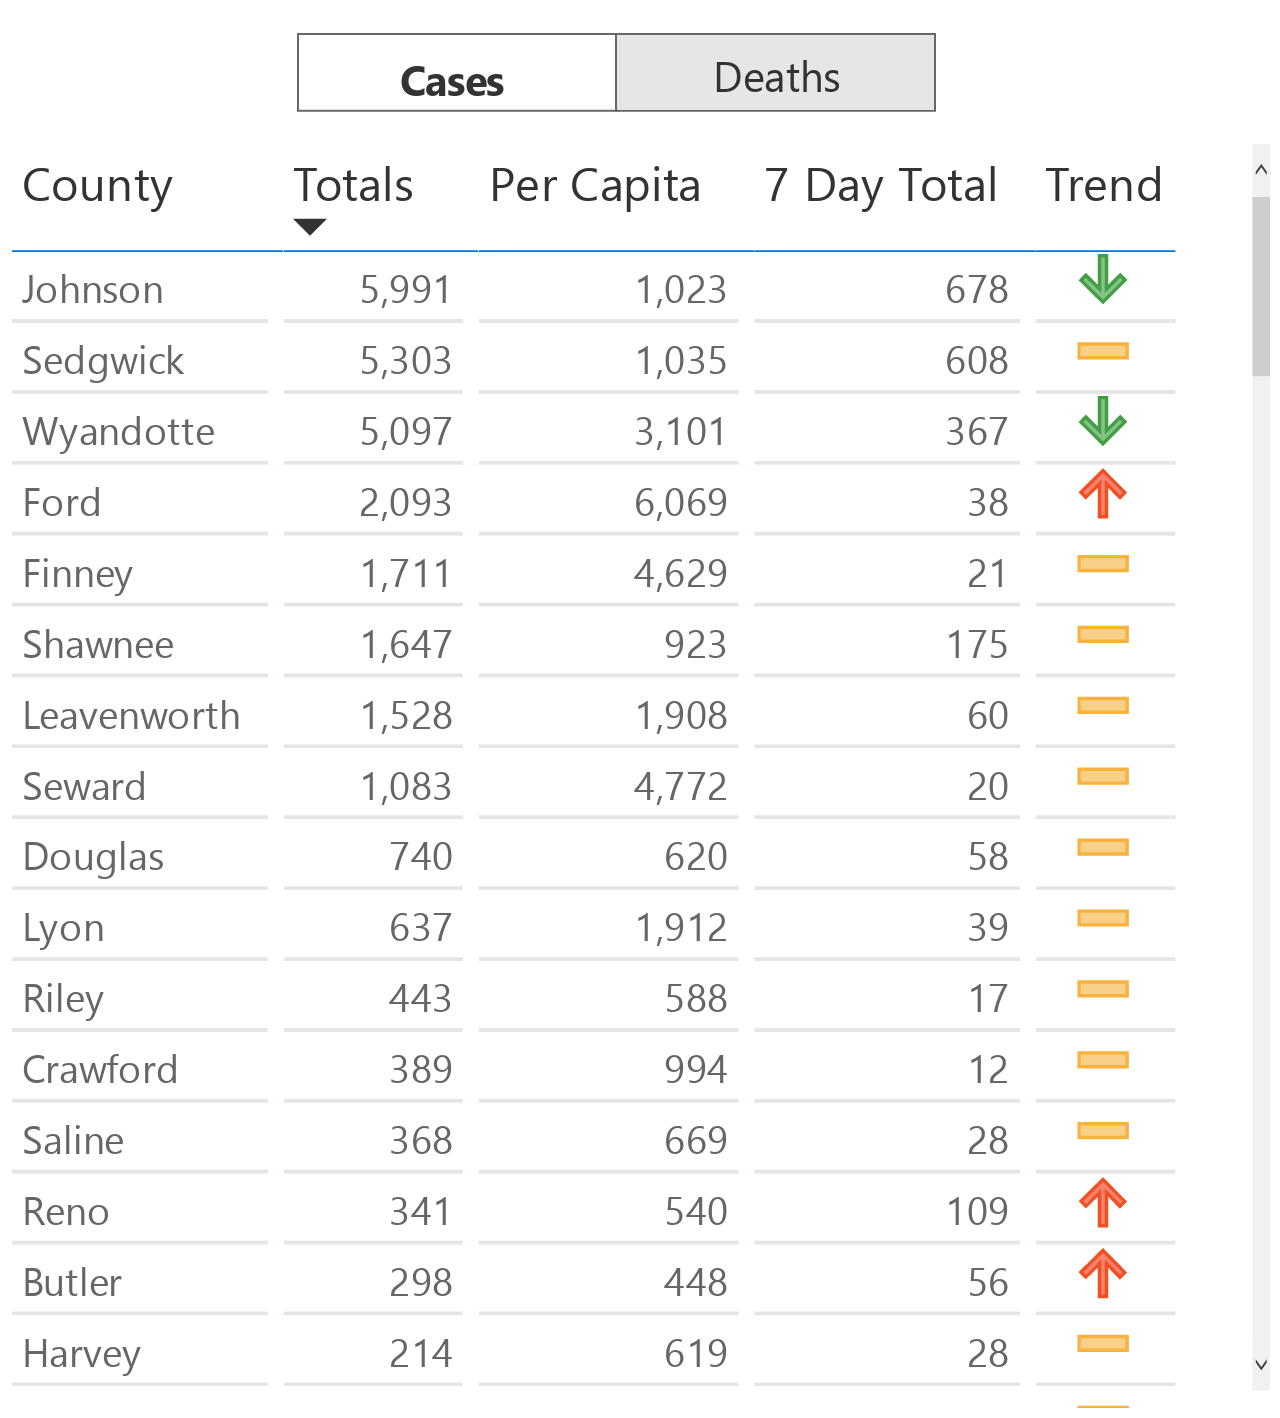 Cases Deaths
County Totals Per Capita 7 Day Total Trend
Johnson 5,991 1,023 678
Sedgwick 5,303 1,035 608
Wyandotte 5,097 3,101 367
Ford 2,093 6,069 38
Finney 1,711 4,629 21
Shawnee 1,647 923 175
Leavenworth 1,528 1,908 60
Seward 1,083 4,772 20
Douglas 740 620 58
Lyon 637 1,912 39
Riley 443 588 17
Crawford 389 994 12
Saline 368 669 28
Reno 341 540 109
Butler 298 448 56
Harvey 214 619 28